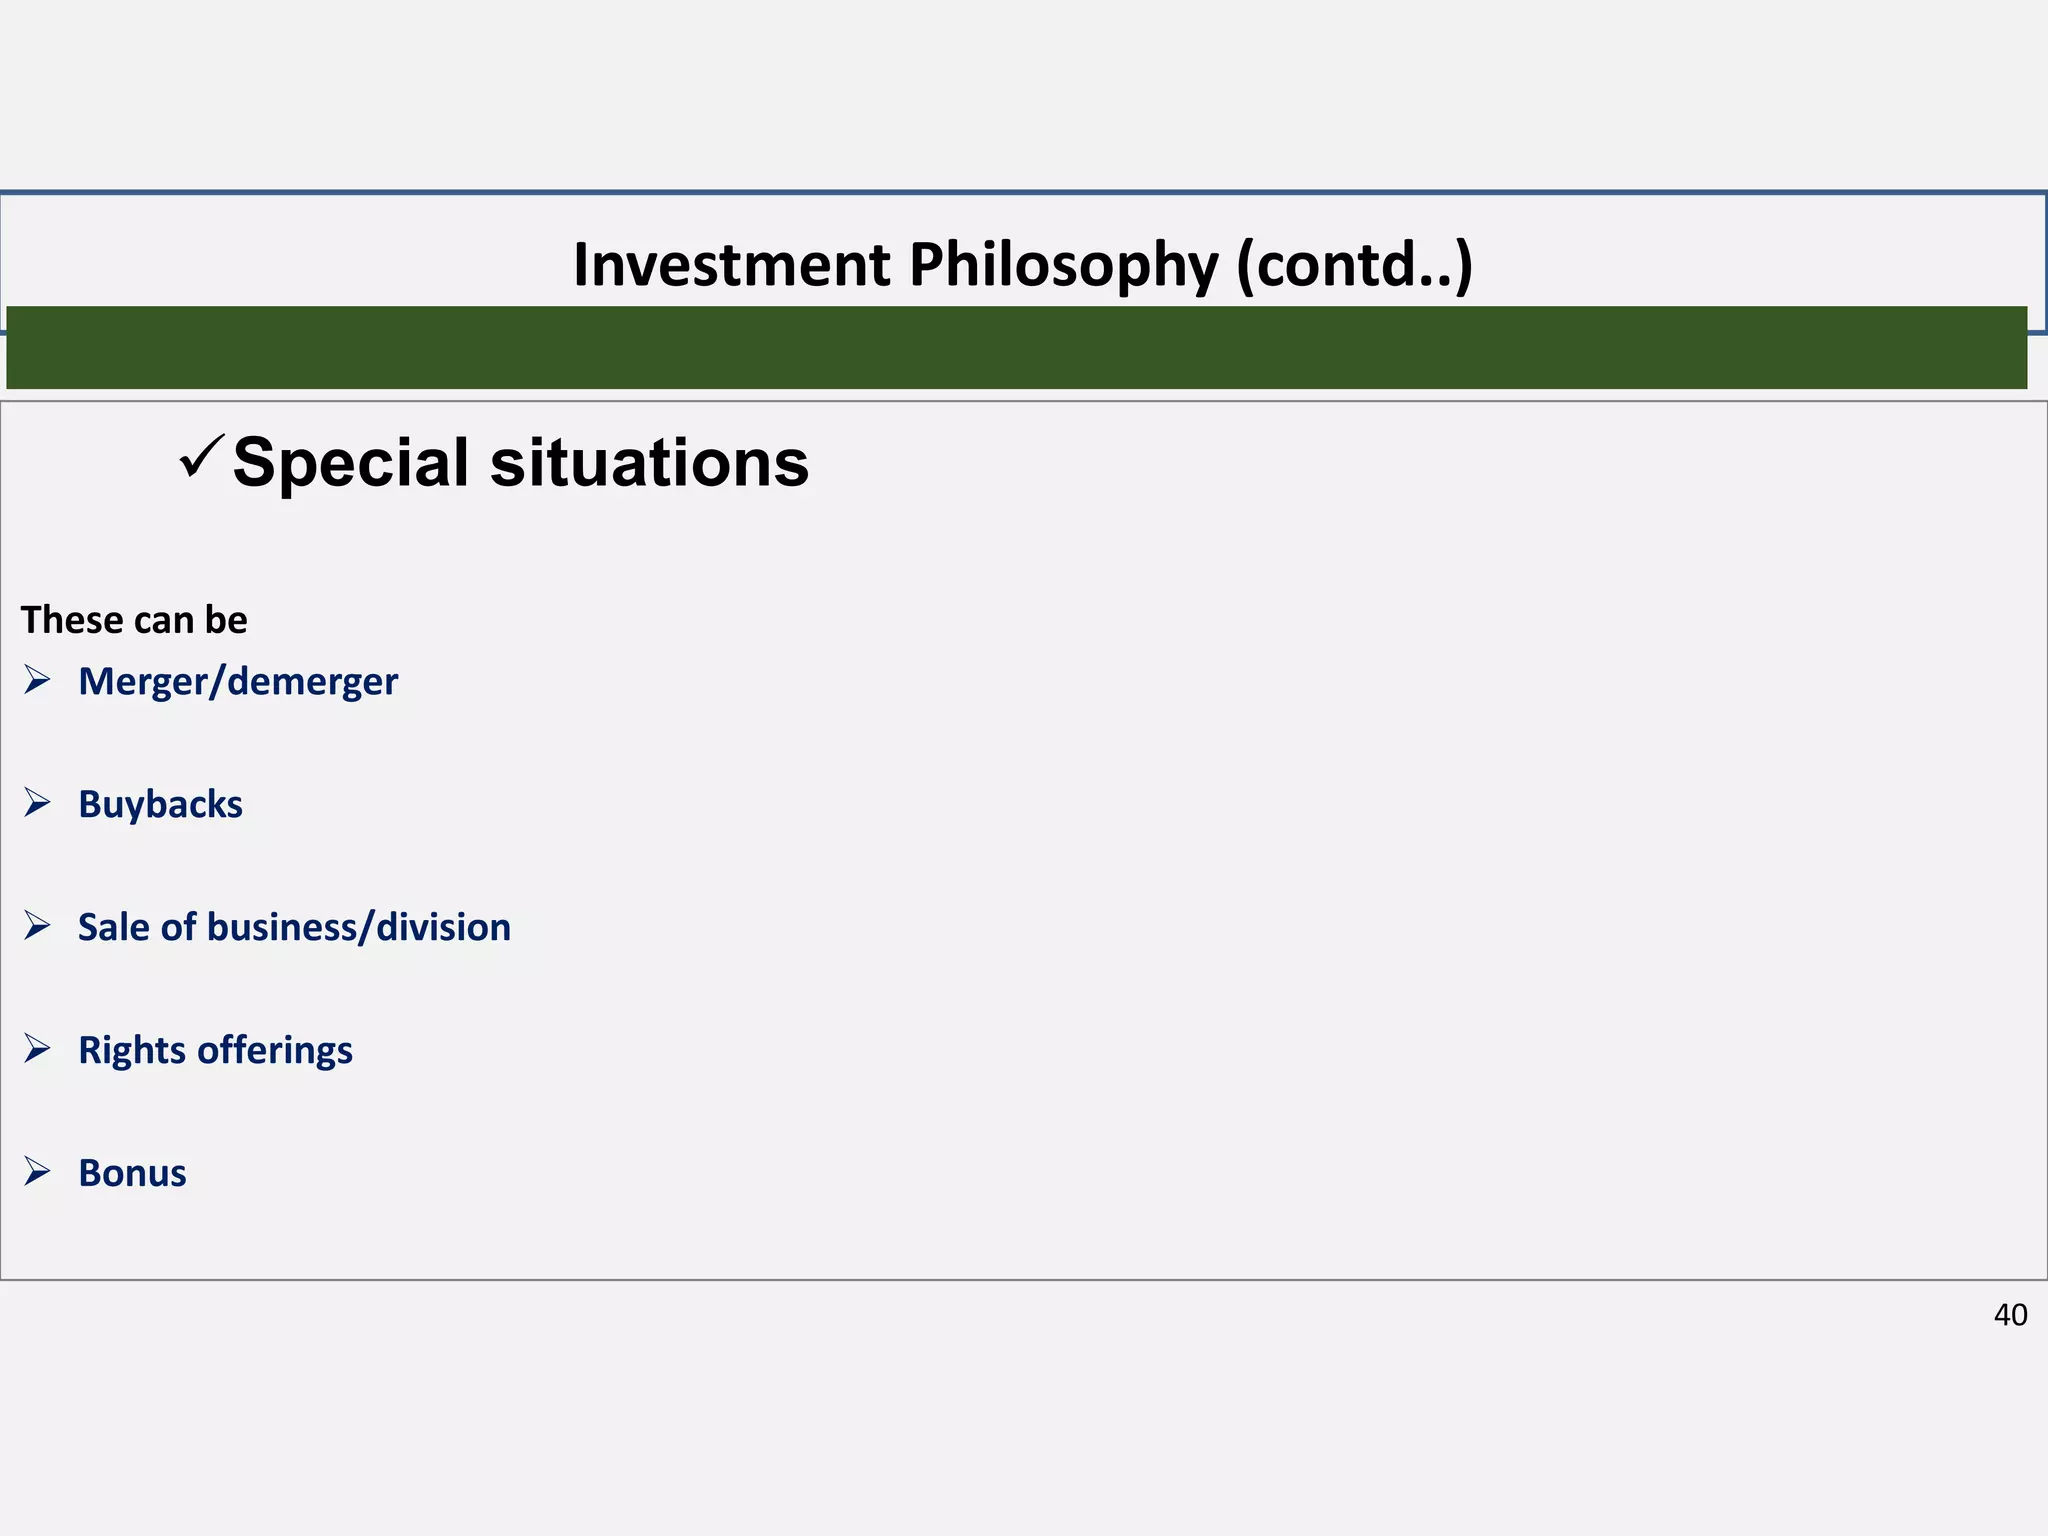 Investment Philosophy (contd..)
✓Special situations
These can be
➢ Merger/demerger
➢ Buybacks
➢ Sale of business/division
➢ Rights offerings
➢ Bonus
40